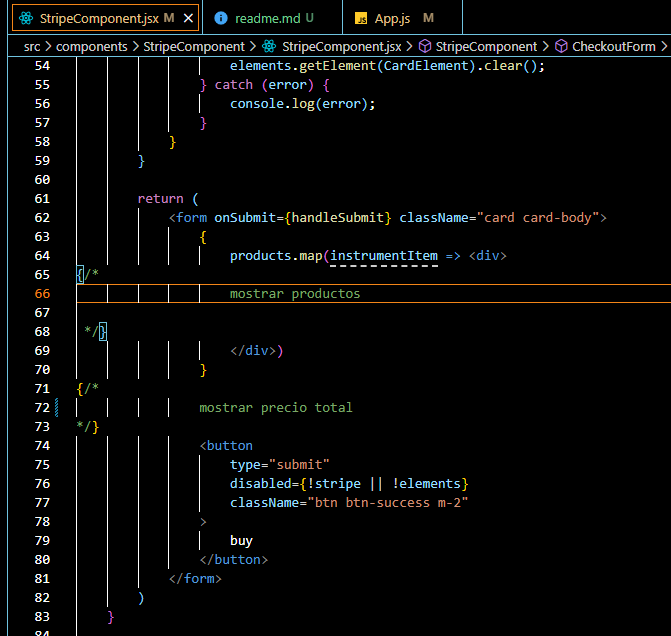 StripeComponent.jsx M × readme.md U JS App.js M
src > components > StripeComponent > StripeComponent.jsx > StripeComponent > CheckoutForm >
54 elements.getElement(CardElement).clear();
55 } catch (error) {
56 console.log(error);
57 }
58 }
59 }
60
61 return (
62 <form onSubmit={handleSubmit} className="card card-body">
63 {
64 products.map(instrumentItem => <div>
65 {/*
66 mostrar productos
67
68 */}
69 </div>)
70 }
71 {/*
72 mostrar precio total
73 */}
74 <button
75 type="submit"
76 disabled={!stripe || !elements}
77 className="btn btn-success m-2"
78 >
79 buy
80 </button>
81 </form>
82 )
83 }
84